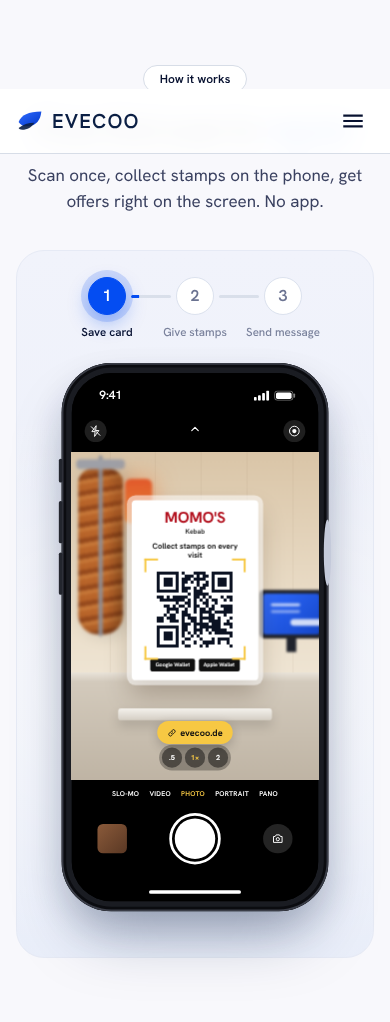 How it works
EVECOO
Scan once, collect stamps on the phone, get
offers right on the screen. No app.
1
2
3
Save card
Give stamps
Send message
9:41
MOMO'S
Kebab
Collect stamps on every
visit
Google Wallet
Apple Wallet
evecoo.de
.5
1×
2
SLO-MO
VIDEO
PHOTO
PORTRAIT
PANO